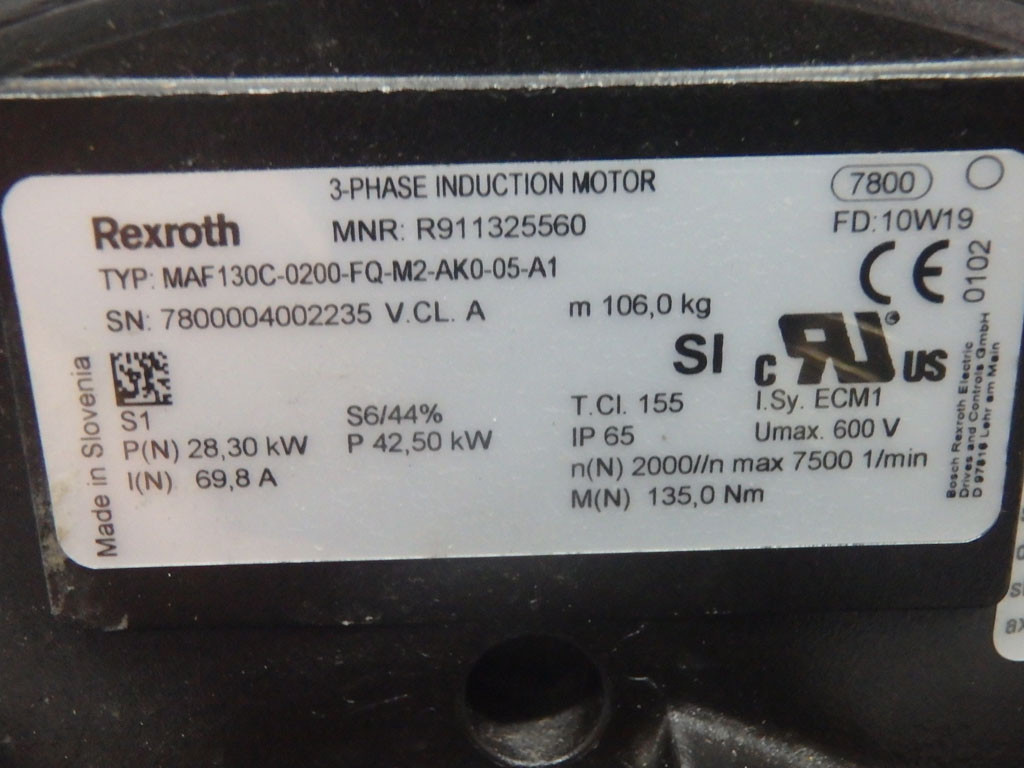 3-PHASE INDUCTION MOTOR
7800
Rexroth
MNR: R911325560
FD:10W19
TYP: MAF130C-0200-FQ-M2-AK0-05-A1
CE 0102
SN: 7800004002235 V.CL. A
m 106,0 kg
SI
c RU ® US
Made in Slovenia
S1
S6/44%
T.Cl. 155
I.Sy. ECM1
P(N) 28,30 kW
P 42,50 kW
IP 65
Umax. 600 V
I(N) 69,8 A
n(N) 2000//n max 7500 1/min
M(N) 135,0 Nm
Bosch Rexroth Electric
Drives and Controls GmbH
D 97816 Lohr am Main